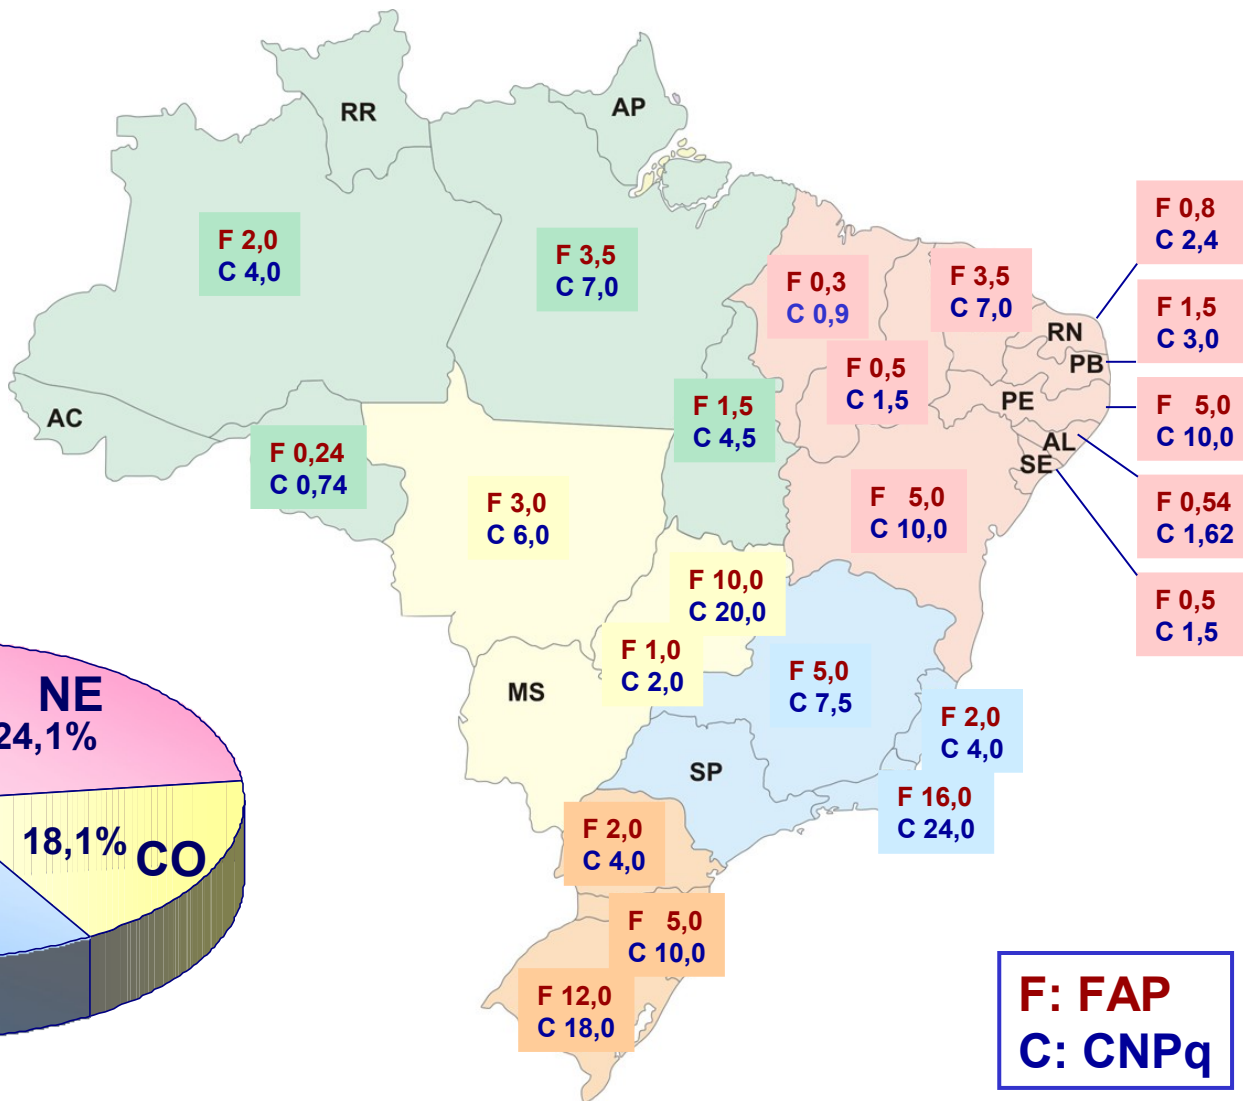 RR
AP
F 0,8
C 2,4
F 2,0
C 4,0
F 3,5
C 7,0
F 0,3
C 0,9
F 3,5
C 7,0
F 1,5
C 3,0
RN
PB
F 0,5
C 1,5
PE
F 5,0
C 10,0
AC
F 1,5
C 4,5
AL
SE
F 0,24
C 0,74
F 3,0
C 6,0
F 5,0
C 10,0
F 0,54
C 1,62
F 10,0
C 20,0
F 0,5
C 1,5
F 1,0
C 2,0
MS
F 5,0
C 7,5
NE
24,1%
F 2,0
C 4,0
SP
F 16,0
C 24,0
18,1% CO
F 2,0
C 4,0
F 5,0
C 10,0
F 12,0
C 18,0
F: FAP
C: CNPq